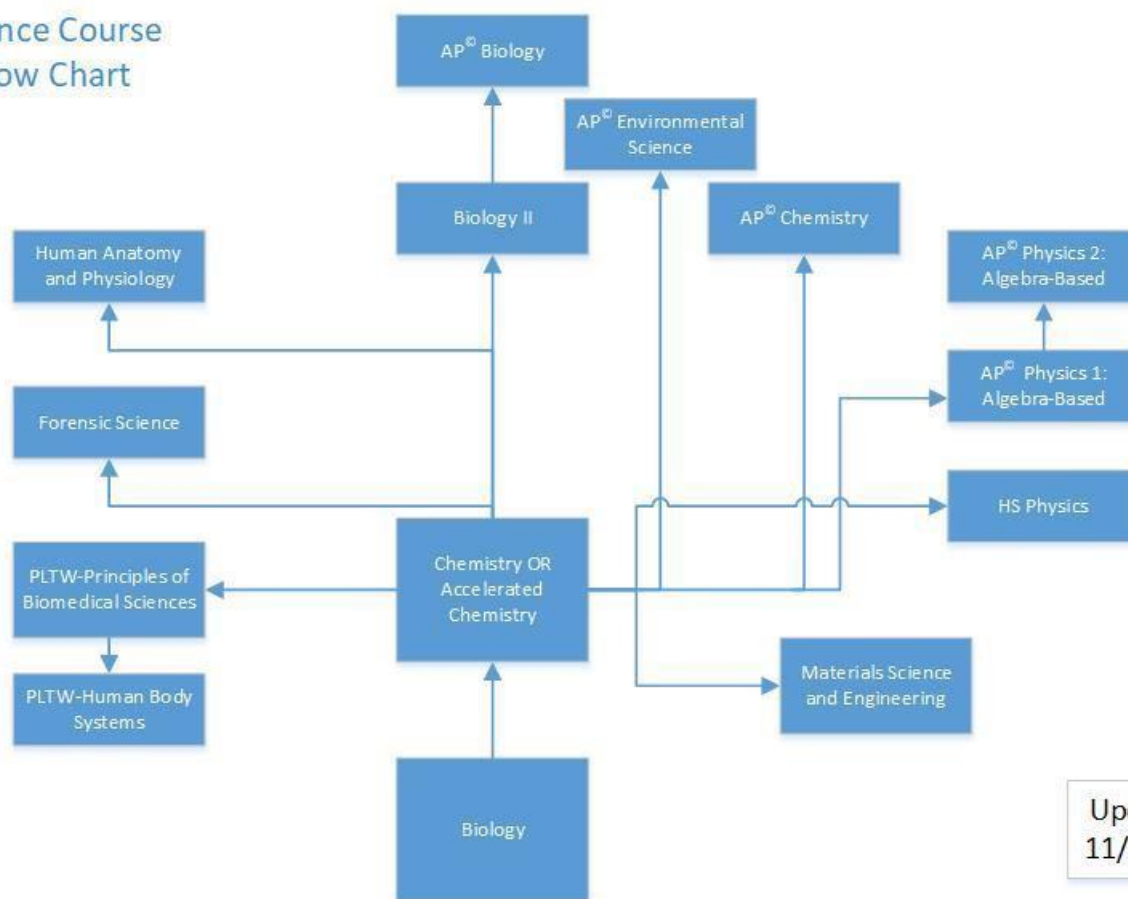 nce Course
ow Chart
AP© Biology
AP© Environmental
Science
Biology II
AP© Chemistry
Human Anatomy
and Physiology
AP© Physics 2:
Algebra-Based
AP© Physics 1:
Algebra-Based
Forensic Science
HS Physics
PLTW-Principles of
Biomedical Sciences
Chemistry OR
Accelerated
Chemistry
PLTW-Human Body
Systems
Materials Science
and Engineering
Biology
Up
11/